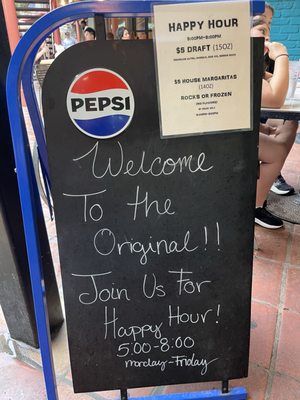 PEPSI
HAPPY HOUR
5:00PM-8:00PM
$5 DRAFT (15OZ)
$5 HOUSE MARGARITAS
(14OZ)
ROCKS OR FROZEN
Welcome
To the
Original!!
Join Us For
Happy Hour!
5:00-8:00
Monday-Friday